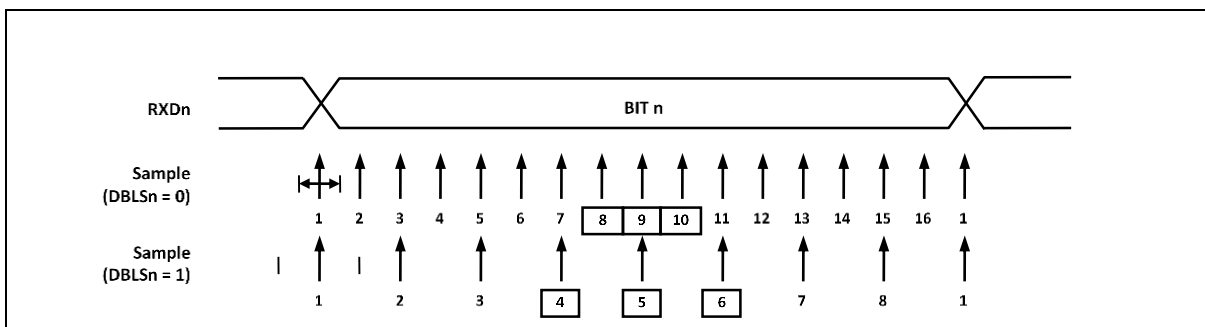 RXDn
BIT n
Sample
(DBLSn = 0)
1 2 3 4 5 6 7 8 9 10 11 12 13 14 15 16 1
Sample
(DBLSn = 1)
1 2 3 4 5 6 7 8 1